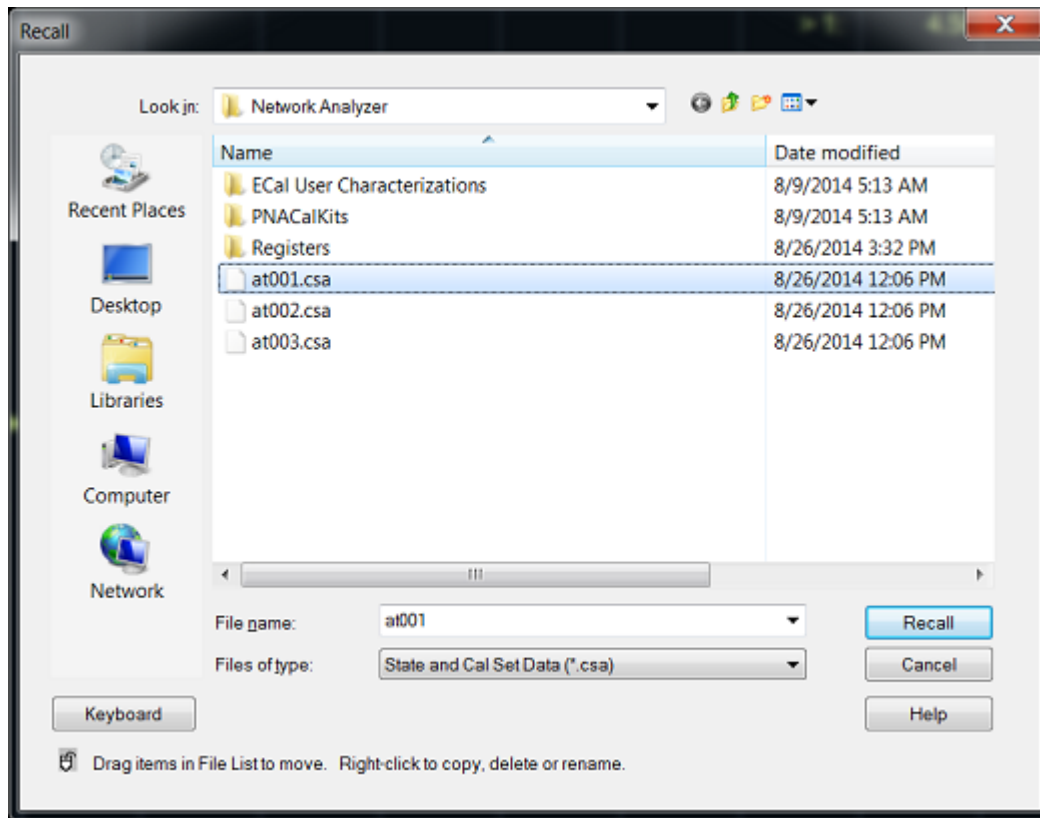 Recall
Look in: Network Analyzer
Name Date modified
ECal User Characterizations 8/9/2014 5:13 AM
PNACalKits 8/9/2014 5:13 AM
Registers 8/26/2014 3:32 PM
at001.csa 8/26/2014 12:06 PM
at002.csa 8/26/2014 12:06 PM
at003.csa 8/26/2014 12:06 PM
Recent Places
Desktop
Libraries
Computer
Network
File name: at001 Recall
Files of type: State and Cal Set Data (*.csa) Cancel
Keyboard Help
Drag items in File List to move. Right-click to copy, delete or rename.